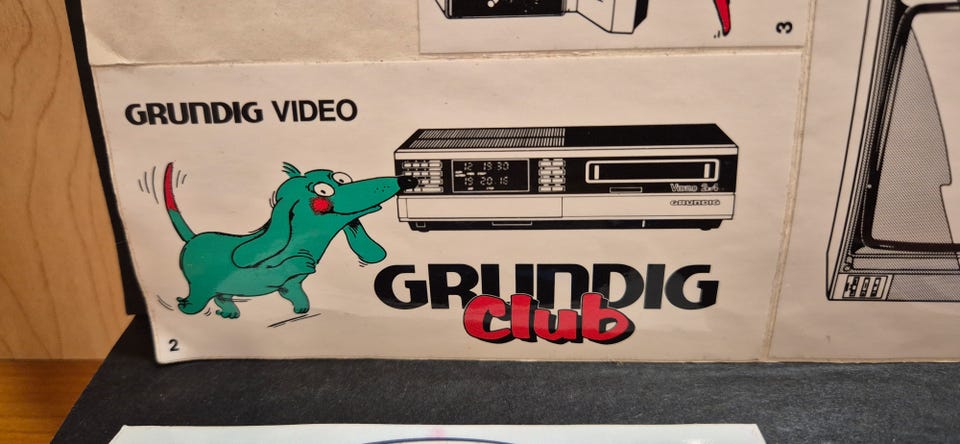 3
GRUNDIG VIDEO
12 19 30
19 20.15
VIDEO 2x4
GRUNDIG
GRUNDIG
Club
2